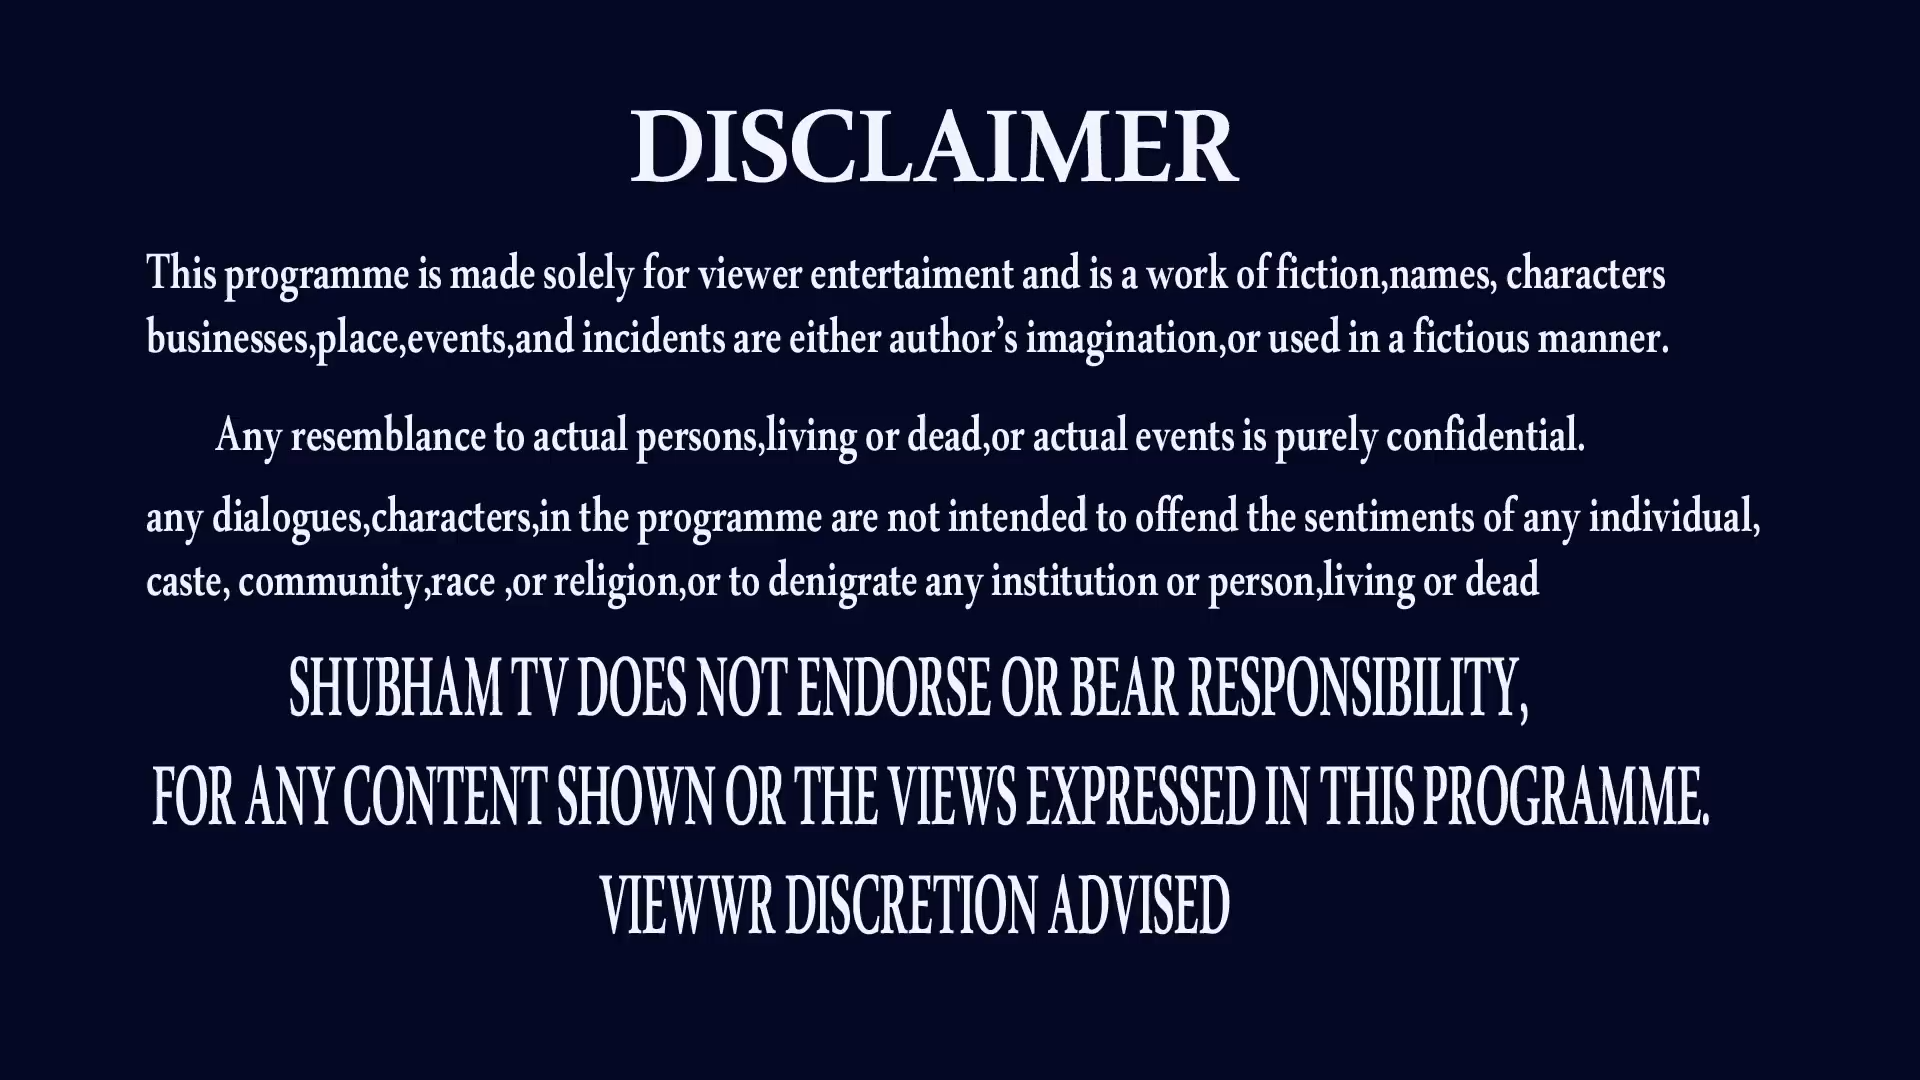 DISCLAIMER
This programme is made solely for viewer entertaiment and is a work of fiction,names, characters
businesses,place,events,and incidents are either author’s imagination,or used in a fictious manner.
Any resemblance to actual persons,living or dead,or actual events is purely confidential.
any dialogues,characters,in the programme are not intended to offend the sentiments of any individual,
caste, community,race ,or religion,or to denigrate any institution or person,living or dead
SHUBHAM TV DOES NOT ENDORSE OR BEAR RESPONSIBILITY,
FOR ANY CONTENT SHOWN OR THE VIEWS EXPRESSED IN THIS PROGRAMME.
VIEWWR DISCRETION ADVISED